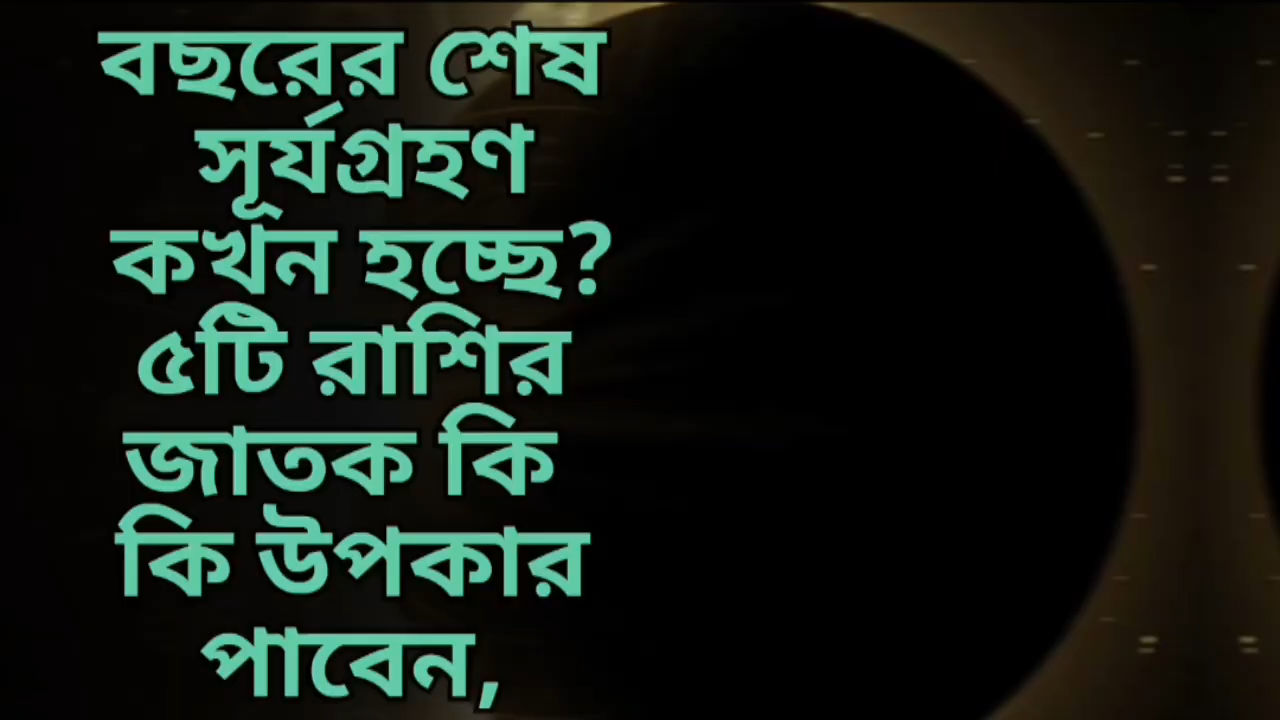 বছরের শেষ
সূর্যগ্রহণ
কখন হচ্ছে?
৫টি রাশির
জাতক কি
কি উপকার
পাবেন,